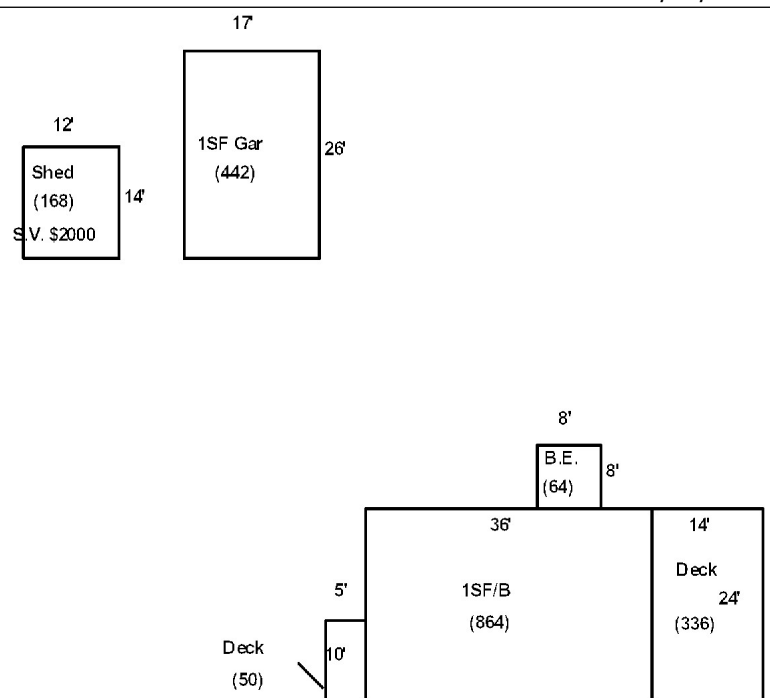 17'
12'
1SF Gar
26'
Shed
(442)
(168)
14'
S.V. $2000
8'
B.E.
8'
(64)
36'
14'
Deck
5'
1SF/B
24'
(864)
(336)
Deck
10'
(50)